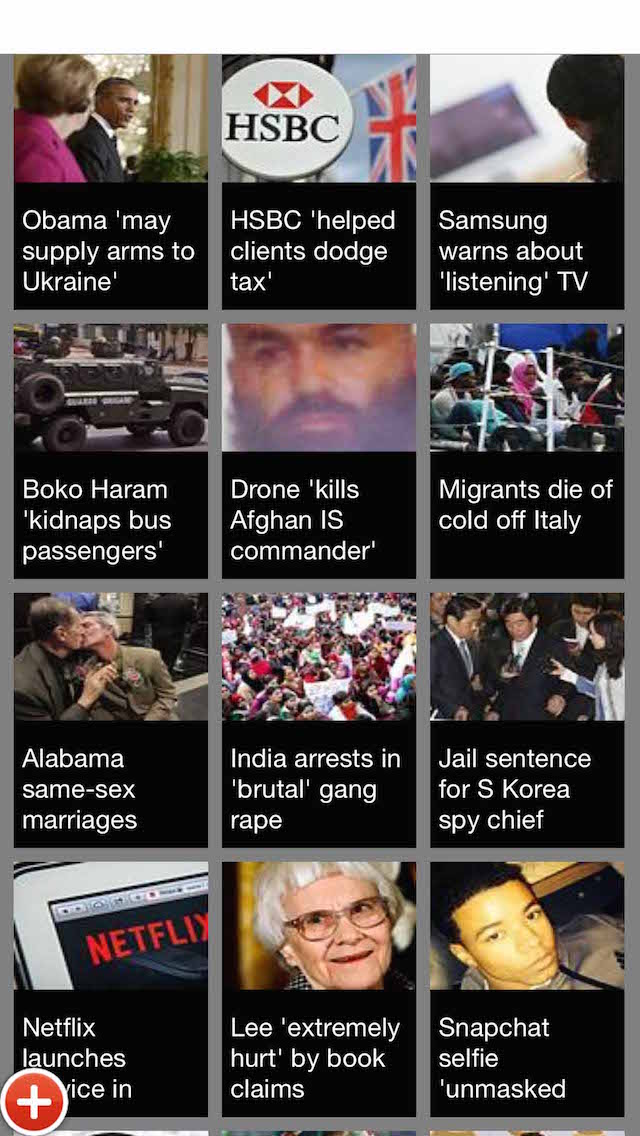 HSBC
Obama 'may
supply arms to
Ukraine'
HSBC 'helped
clients dodge
tax'
Samsung
warns about
'listening' TV
Boko Haram
'kidnaps bus
passengers'
Drone 'kills
Afghan IS
commander'
Migrants die of
cold off Italy
Alabama
same-sex
marriages
India arrests in
'brutal' gang
rape
Jail sentence
for S Korea
spy chief
NETFLIX
Netflix
launches
vice in
Lee 'extremely
hurt' by book
claims
Snapchat
selfie
'unmasked